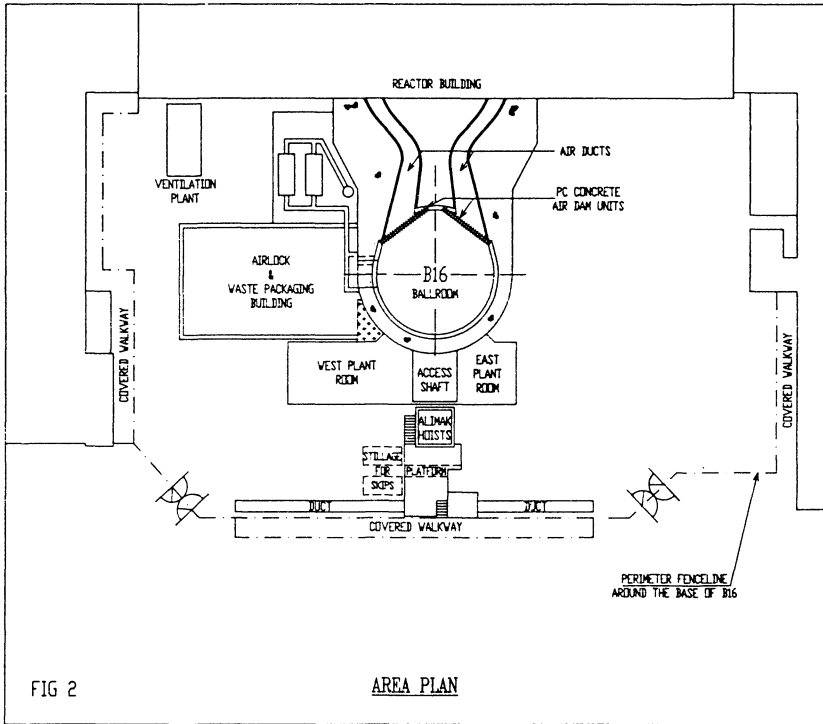 REACTOR BUILDING
AIR DUCTS
VENTILATION
PLANT
PC CONCRETE
AIR DAM UNITS
AIRLOCK
&
WASTE PACKAGING
BUILDING
B16
BALLROOM
COVERED WALKWAY
WEST PLANT
ROOM
ACCESS
SHAFT
EAST
PLANT
ROOM
COVERED WALKWAY
ALIMAK
HOISTS
STILLAGE
FOR
SKIPS
PLATFORM
DUCT
DUCT
COVERED WALKWAY
PERIMETER FENCELINE
AROUND THE BASE OF B16
FIG 2
AREA PLAN